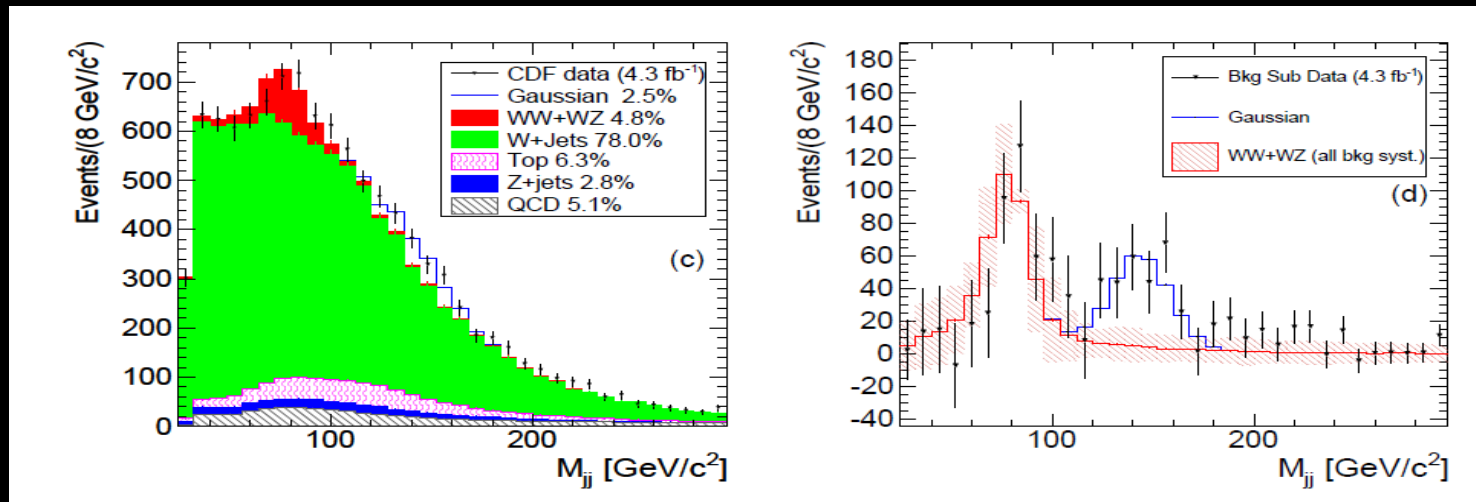 Events/(8 GeV/c²)
700
600
500
400
300
200
100
0
CDF data (4.3 fb⁻¹)
Gaussian 2.5%
WW+WZ 4.8%
W+Jets 78.0%
Top 6.3%
Z+jets 2.8%
QCD 5.1%
(c)
100
200
M_jj [GeV/c²]
Events/(8 GeV/c²)
180
160
140
120
100
80
60
40
20
0
-20
-40
Bkg Sub Data (4.3 fb⁻¹)
Gaussian
WW+WZ (all bkg syst.)
(d)
100
200
M_jj [GeV/c²]